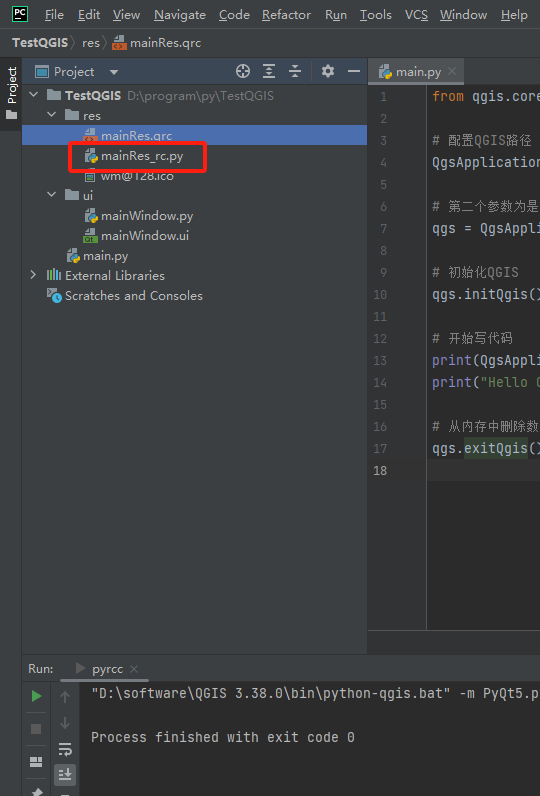 PC File Edit View Navigate Code Refactor Run Tools VCS Window Help
TestQGIS res mainRes.qrc
Project
Project
main.py
TestQGIS D:\program\py\TestQGIS
res
mainRes.qrc
mainRes_rc.py
wm@128.ico
ui
mainWindow.py
mainWindow.ui
main.py
External Libraries
Scratches and Consoles
1 from qgis.core
2
3 # 配置QGIS路径
4 QgsApplication
5
6 # 第二个参数为是
7 qgs = QgsAppli
8
9 # 初始化QGIS
10 qgs.initQgis()
11
12 # 开始写代码
13 print(QgsAppli
14 print("Hello
15
16 # 从内存中删除数
17 qgs.exitQgis()
18
Run: pyrcc
"D:\software\QGIS 3.38.0\bin\python-qgis.bat" -m PyQt5.p
Process finished with exit code 0